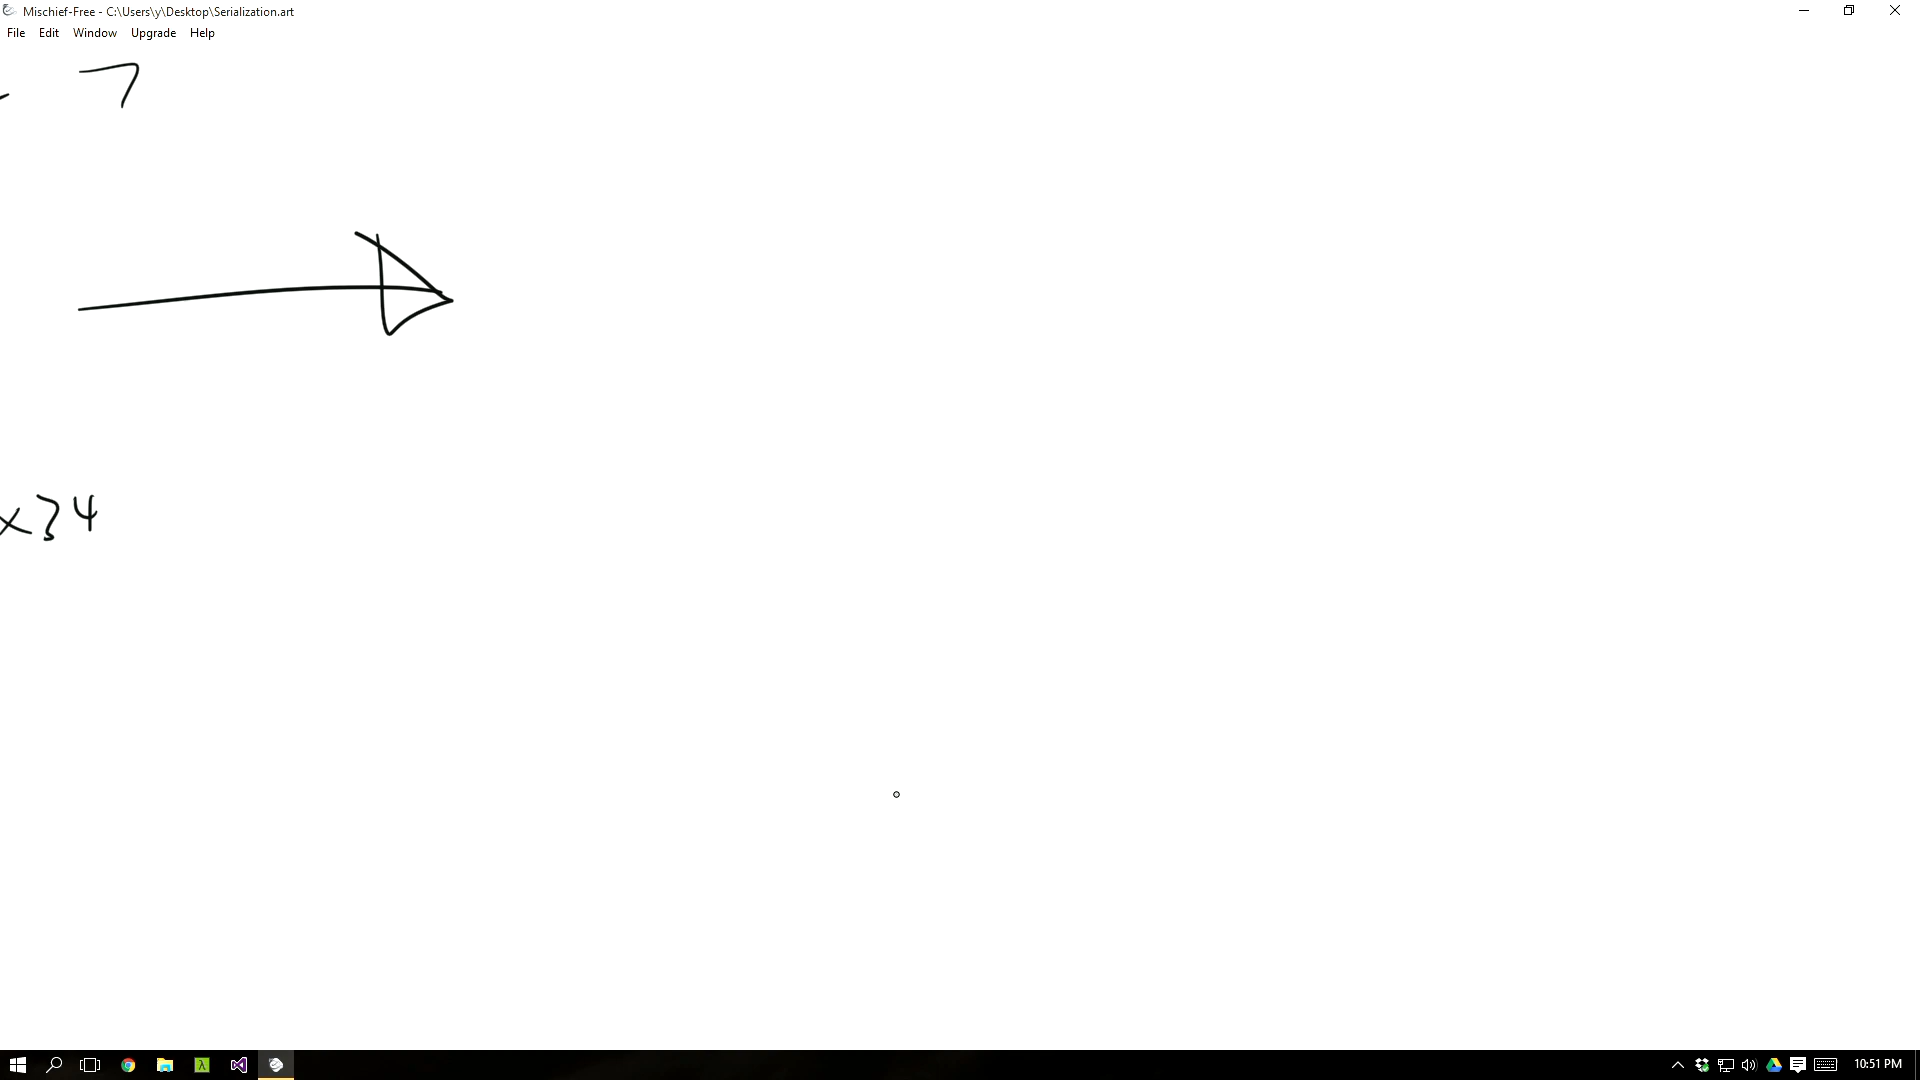 Mischief-Free - C:\Users\y\Desktop\Serialization.art
File Edit Window Upgrade Help
7
x34
10:51 PM